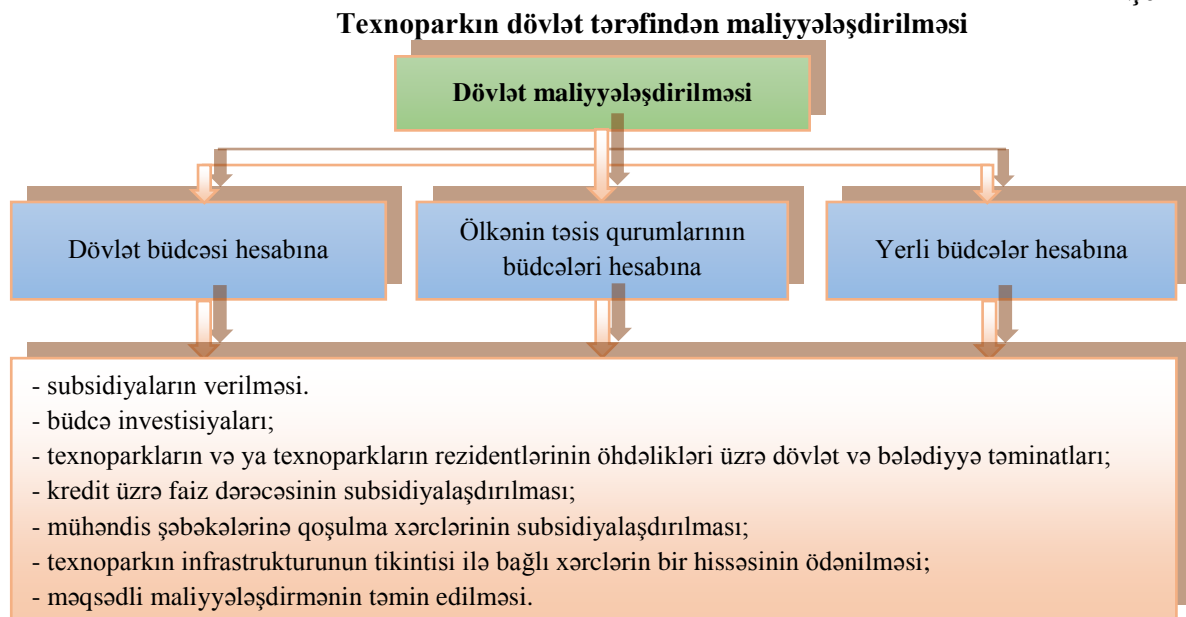 Texnoparkın dövlət tərəfindən maliyyələşdirilməsi
Dövlət maliyyələşdirilməsi
Dövlət büdcəsi hesabına
Ölkənin təsis qurumlarının
büdcələri hesabına
Yerli büdcələr hesabına
- subsidiyaların verilməsi.
- büdcə investisiyaları;
- texnoparkların və ya texnoparkların rezidentlərinin öhdəlikləri üzrə dövlət və bələdiyyə təminatları;
- kredit üzrə faiz dərəcəsinin subsidiyalaşdırılması;
- mühəndis şəbəkələrinə qoşulma xərclərinin subsidiyalaşdırılması;
- texnoparkın infrastrukturunun tikintisi ilə bağlı xərclərin bir hissəsinin ödənilməsi;
- məqsədli maliyyələşdirmənin təmin edilməsi.